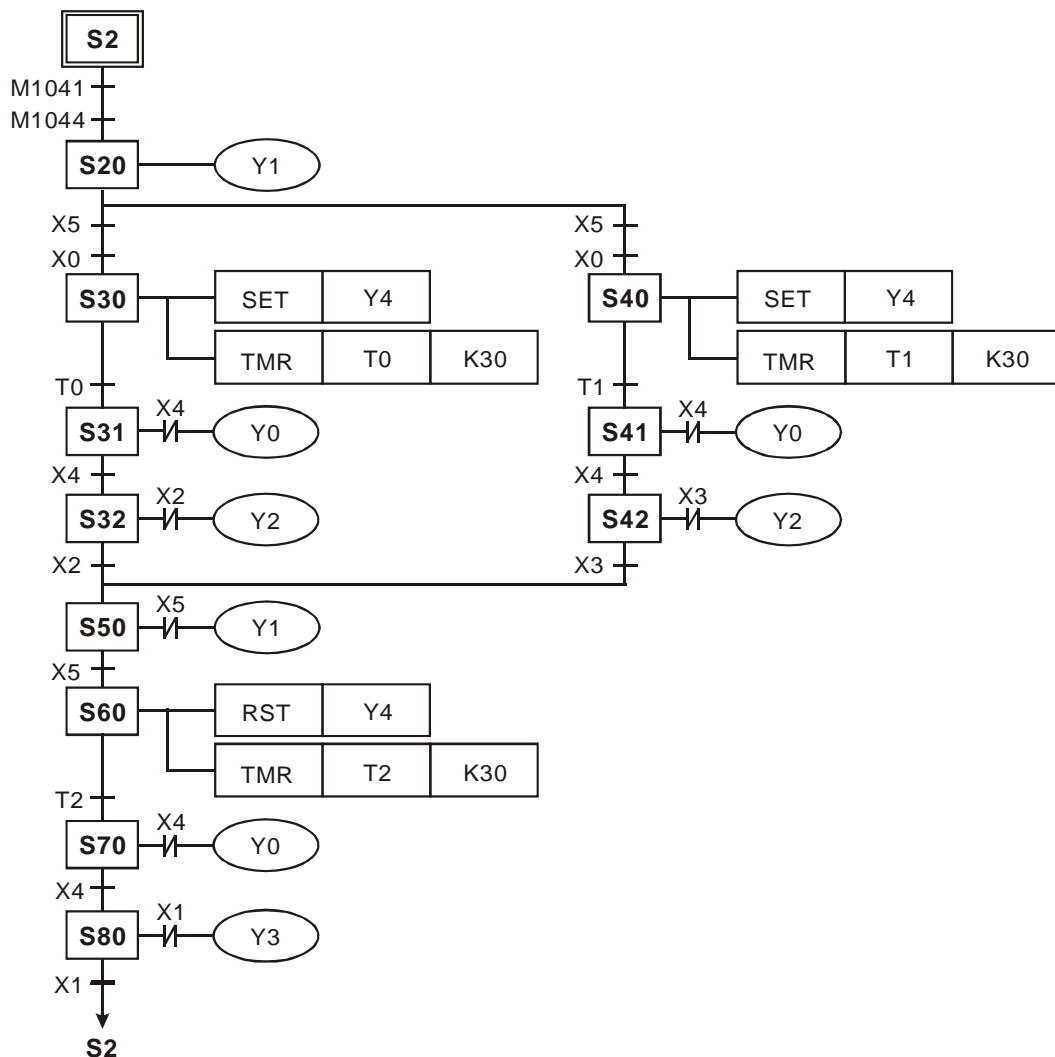 S2
M1041
M1044
S20 Y1
X5 X5
X0 X0
S30 SET Y4 S40 SET Y4
TMR T0 K30 TMR T1 K30
T0 T1
X4 X4
S31 Y0 S41 Y0
X4 X4
X2 X3
S32 Y2 S42 Y2
X2 X3
X5
S50 Y1
X5
S60 RST Y4
TMR T2 K30
T2
X4
S70 Y0
X4
X1
S80 Y3
X1
S2